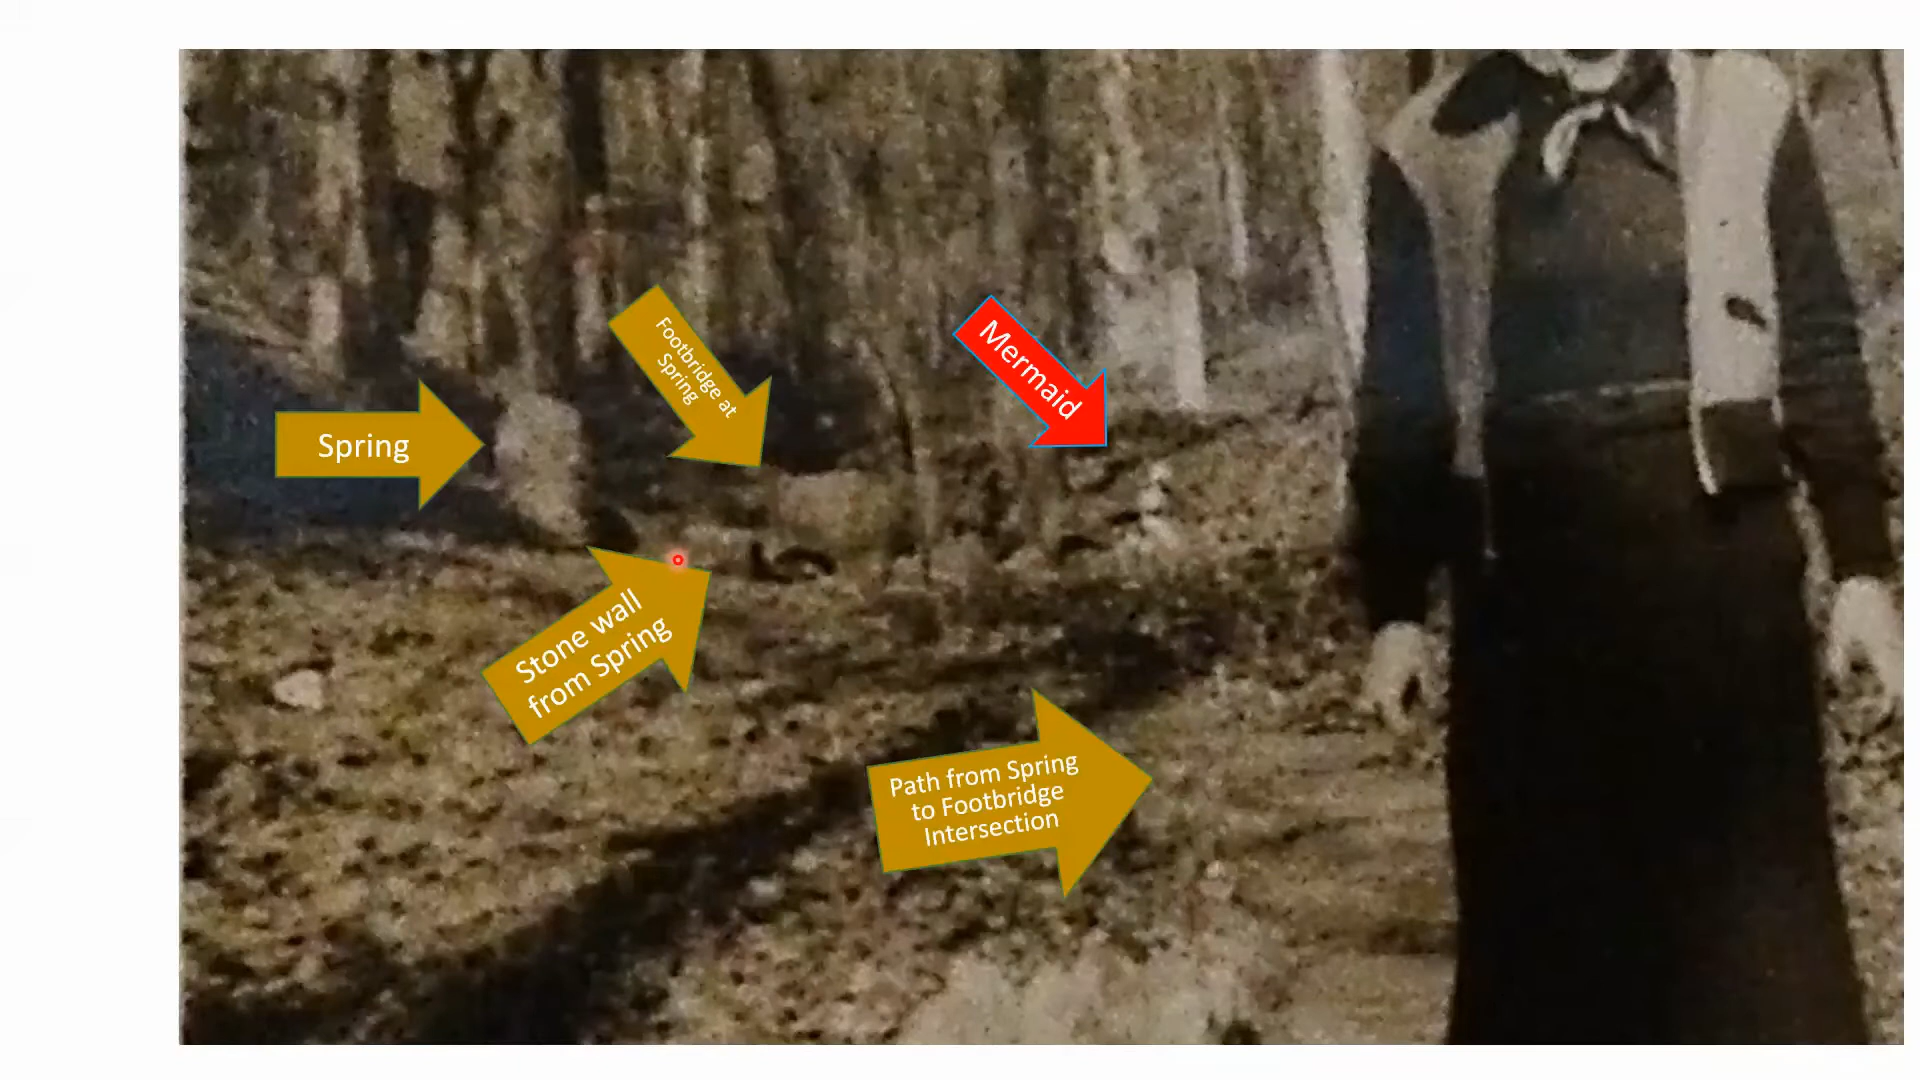 Footbridge at
Spring
Mermaid
Spring
Stone wall
from Spring
Path from Spring
to Footbridge
Intersection